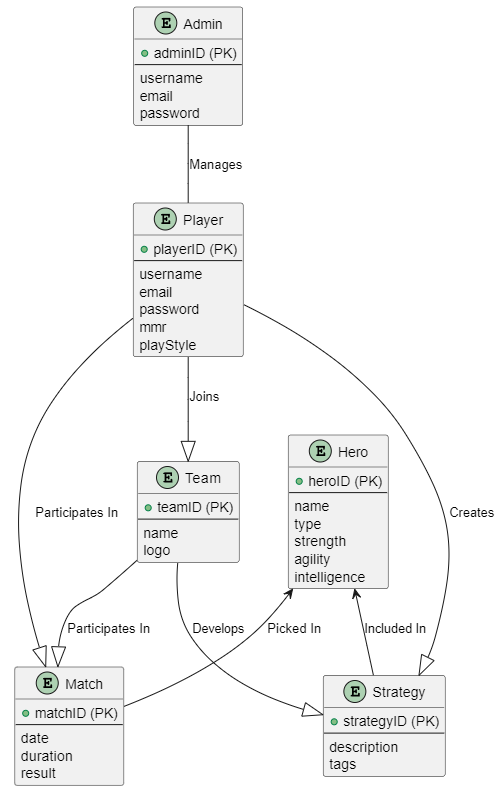 E Admin
adminID (PK)
username
email
password
Manages
E Player
playerID (PK)
username
email
password
mmr
playStyle
Joins
E Team
teamID (PK)
name
logo
E Hero
heroID (PK)
name
type
strength
agility
intelligence
Participates In
Creates
Participates In
Develops
Picked In
Included In
E Match
matchID (PK)
date
duration
result
E Strategy
strategyID (PK)
description
tags